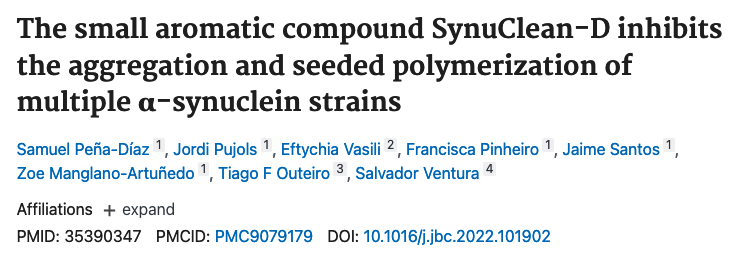 The small aromatic compound SynuClean-D inhibits
the aggregation and seeded polymerization of
multiple α-synuclein strains
Samuel Peña-Díaz 1, Jordi Pujols 1, Eftychia Vasili 2, Francisca Pinheiro 1, Jaime Santos 1,
Zoe Manglano-Artuñedo 1, Tiago F Outeiro 3, Salvador Ventura 4
Affiliations + expand
PMID: 35390347 PMCID: PMC9079179 DOI: 10.1016/j.jbc.2022.101902